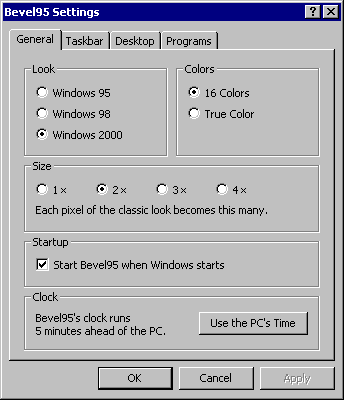 Bevel95 Settings
General Taskbar Desktop Programs
Look
Windows 95
Windows 98
Windows 2000
Colors
16 Colors
True Color
Size
1× 2× 3× 4×
Each pixel of the classic look becomes this many.
Startup
Start Bevel95 when Windows starts
Clock
Bevel95's clock runs
5 minutes ahead of the PC.
Use the PC's Time
OK Cancel Apply